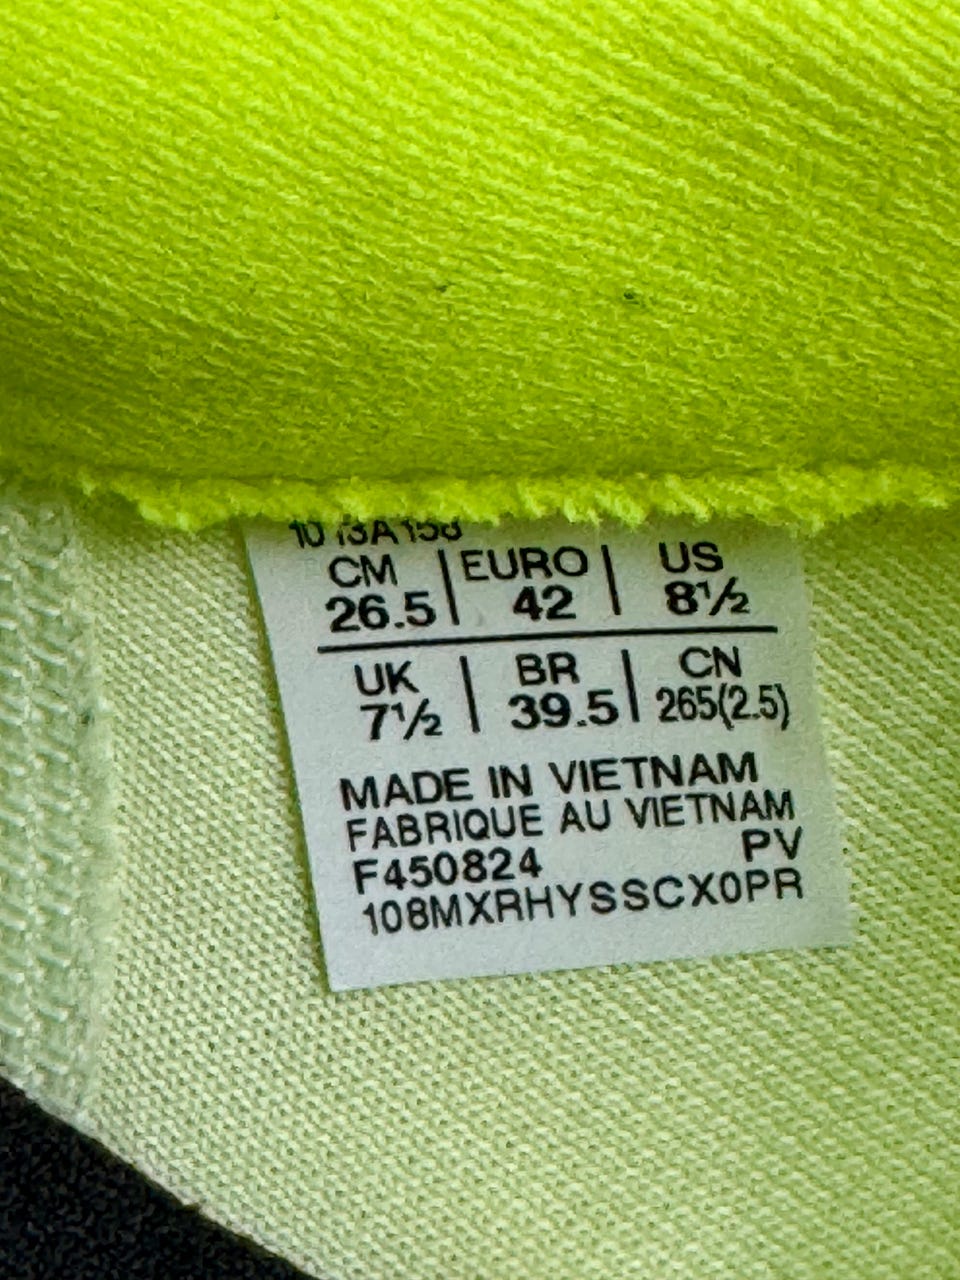 1013A158
CM EURO US
26.5 42 8½
UK BR CN
7½ 39.5 265(2.5)
MADE IN VIETNAM
FABRIQUE AU VIETNAM
F450824 PV
108MXRHYSSCX0PR